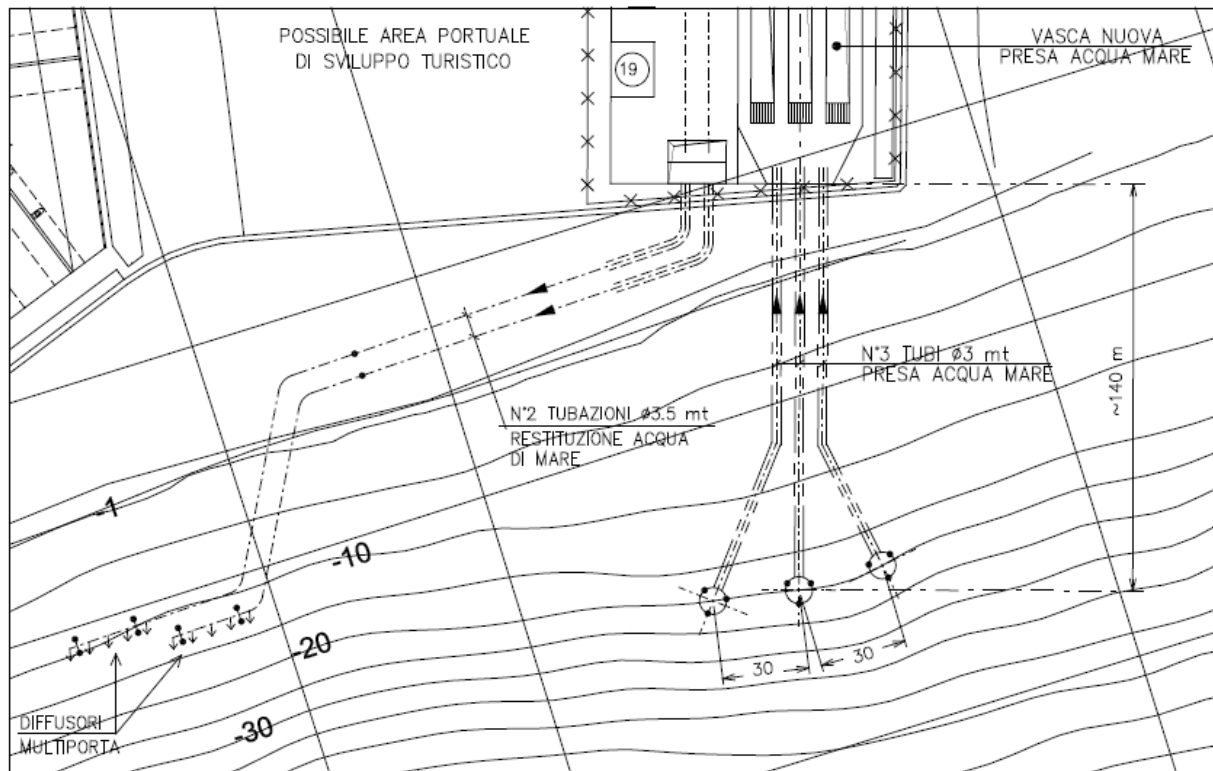 POSSIBILE AREA PORTUALE
DI SVILUPPO TURISTICO
19
VASCA NUOVA
PRESA ACQUA MARE
N°3 TUBI ø3 mt
PRESA ACQUA MARE
~140 m
N°2 TUBAZIONI ø3.5 mt
RESTITUZIONE ACQUA
DI MARE
-1
-10
-20
-30
30
30
DIFFUSORI
MULTIPORTA